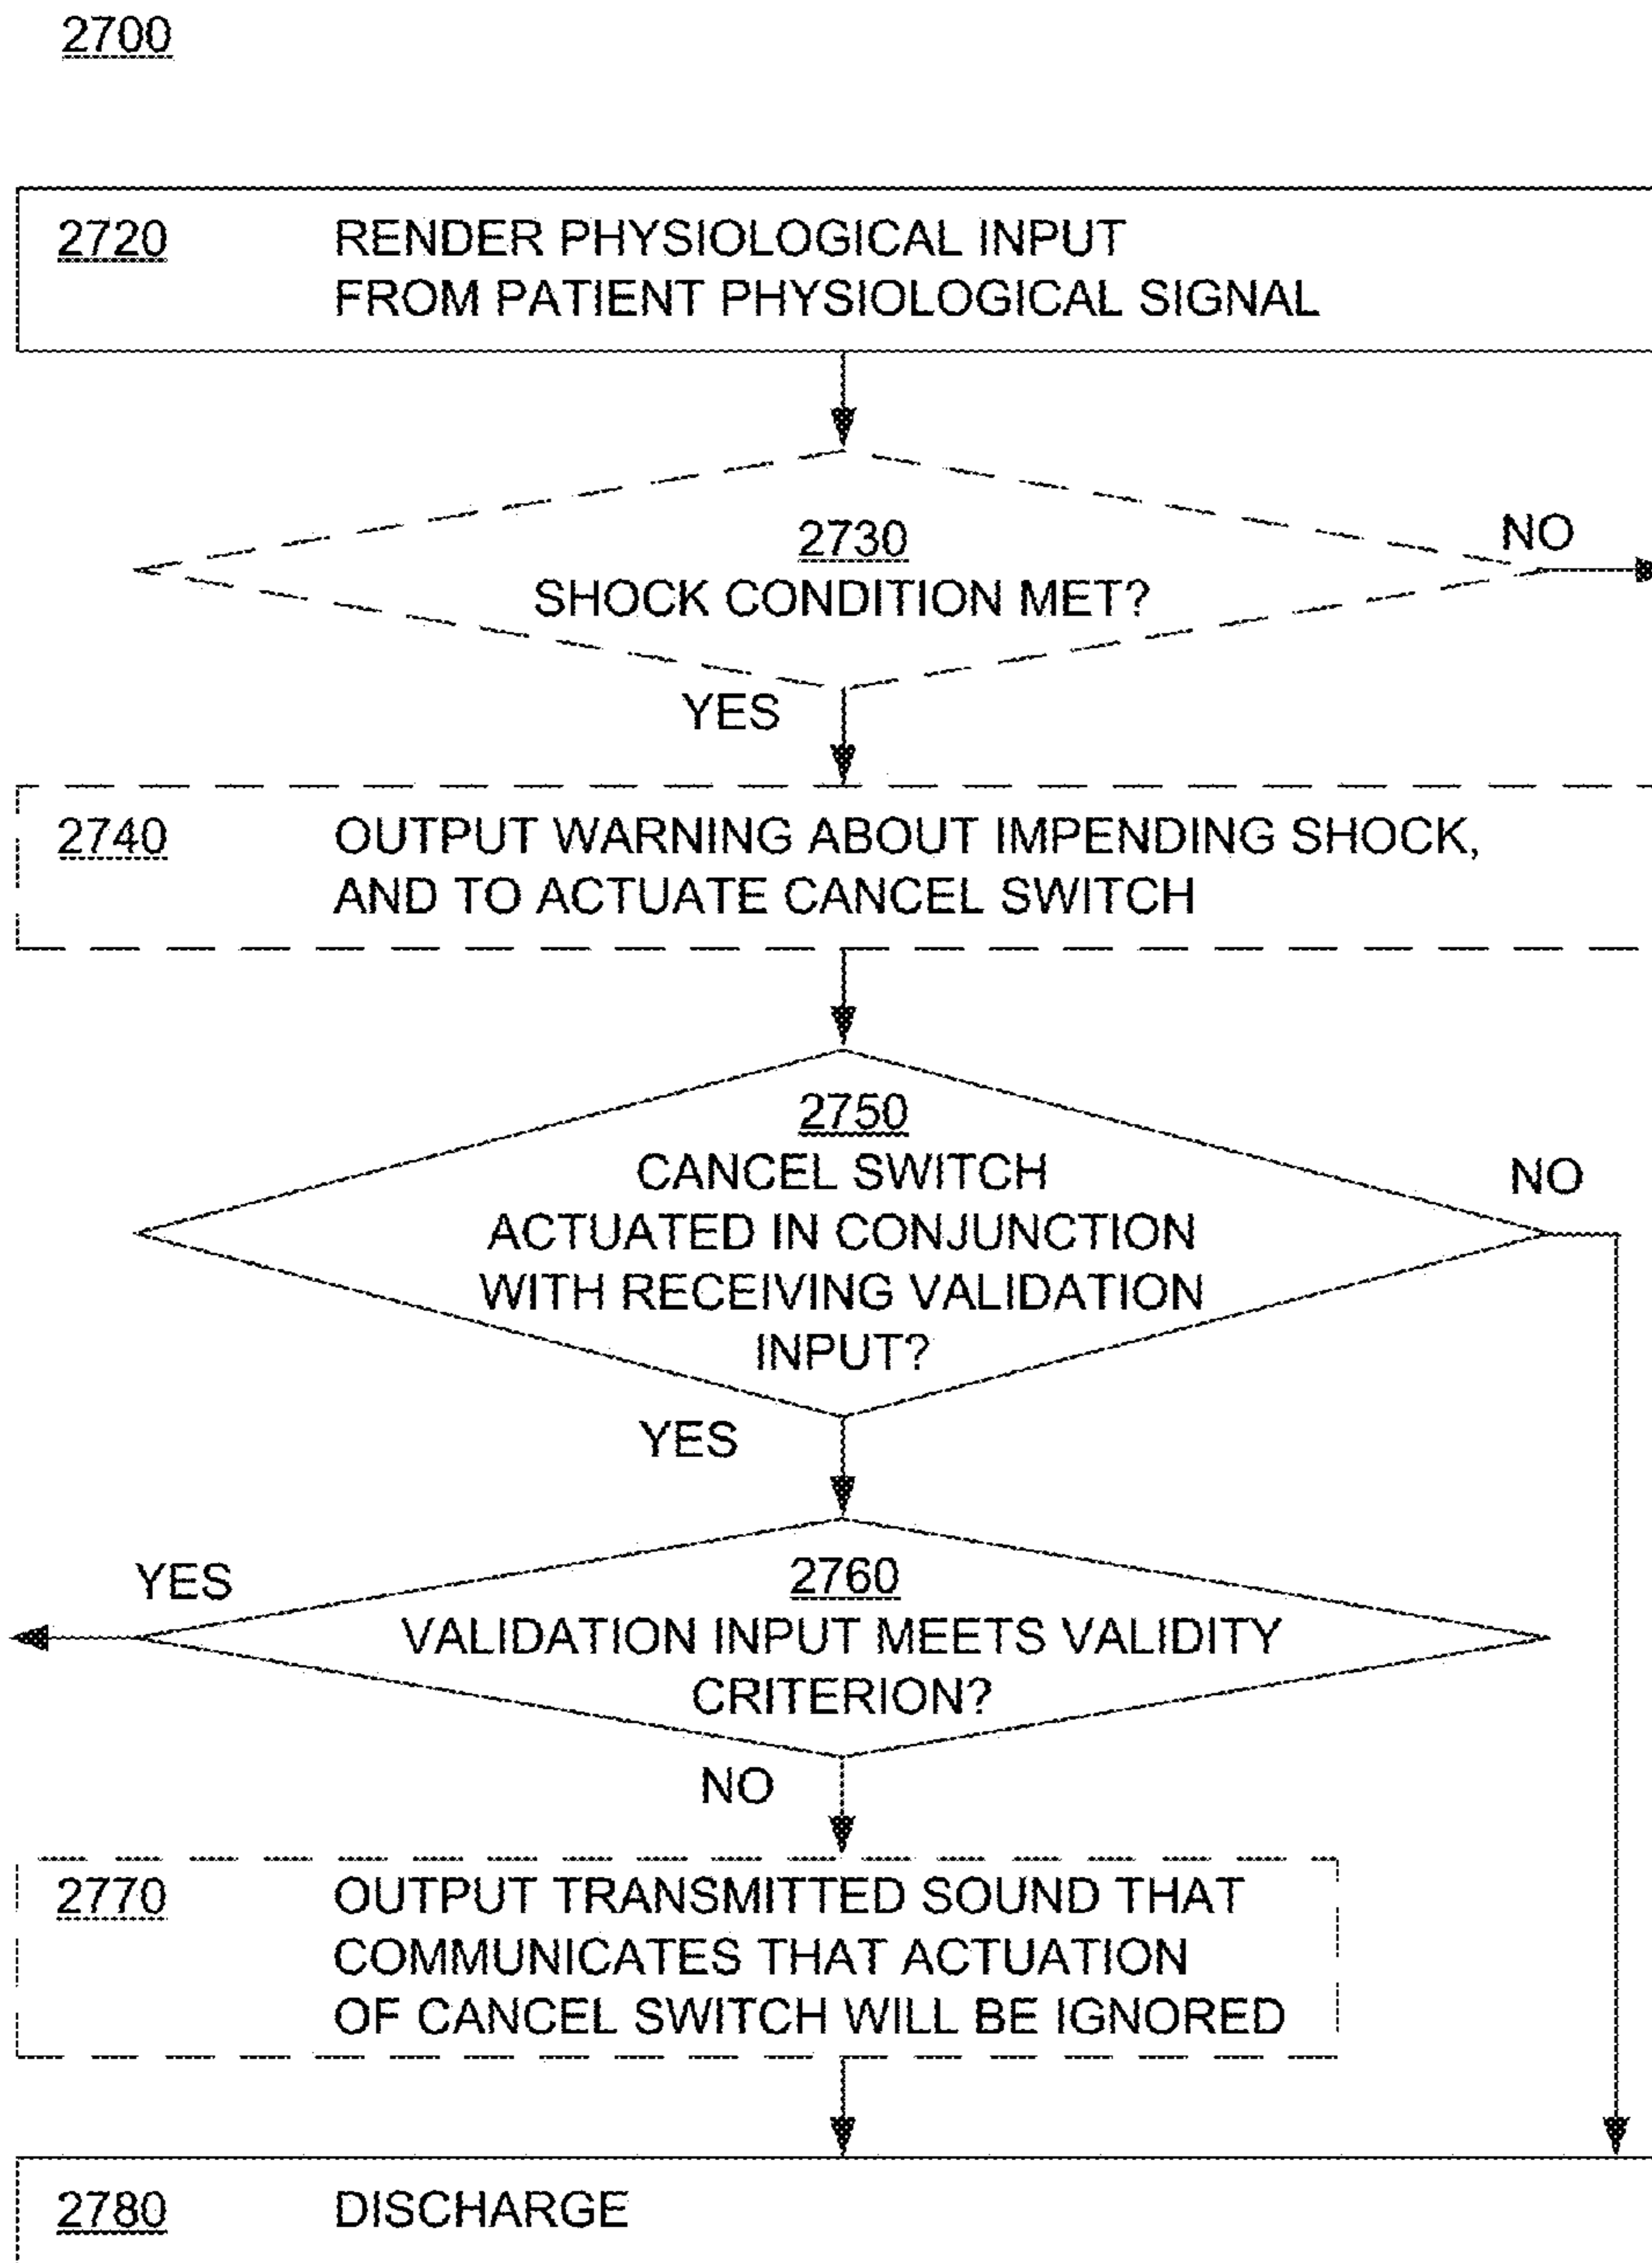 2700
2720 RENDER PHYSIOLOGICAL INPUT
FROM PATIENT PHYSIOLOGICAL SIGNAL
2730
SHOCK CONDITION MET?
NO
YES
2740 OUTPUT WARNING ABOUT IMPENDING SHOCK,
AND TO ACTUATE CANCEL SWITCH
2750
CANCEL SWITCH
ACTUATED IN CONJUNCTION
WITH RECEIVING VALIDATION
INPUT?
NO
YES
2760
VALIDATION INPUT MEETS VALIDITY
CRITERION?
YES
NO
2770 OUTPUT TRANSMITTED SOUND THAT
COMMUNICATES THAT ACTUATION
OF CANCEL SWITCH WILL BE IGNORED
2780 DISCHARGE